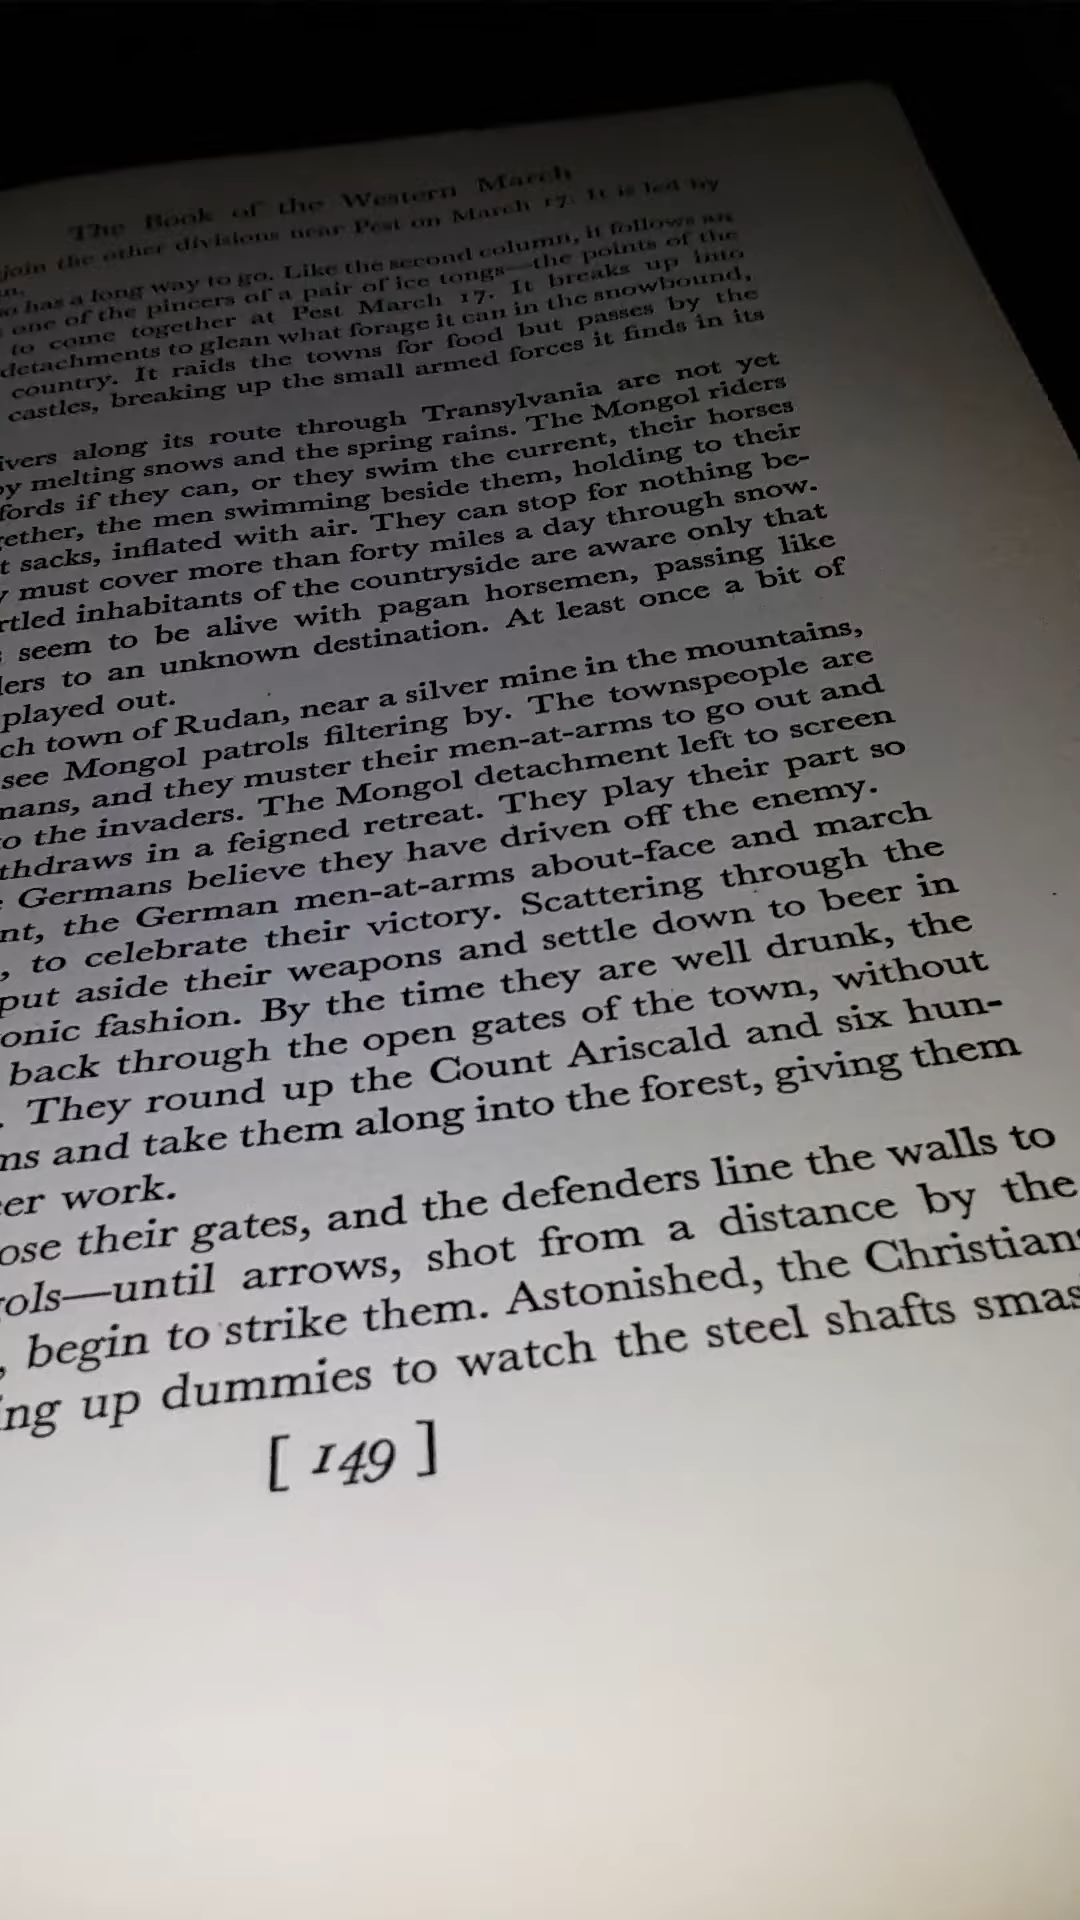 The Book of the Western March
join the other divisions near Pest on March 17. It is led by
has a long way to go. Like the second column, it follows an
one of the pincers of a pair of ice tongs—the points of the
to come together at Pest March 17. It breaks up into
detachments to glean what forage it can in the snowbound,
country. It raids the towns for food but passes by the
castles, breaking up the small armed forces it finds in its
ivers along its route through Transylvania are not yet
by melting snows and the spring rains. The Mongol riders
fords if they can, or they swim the current, their horses
ether, the men swimming beside them, holding to their
t sacks, inflated with air. They can stop for nothing be-
y must cover more than forty miles a day through snow.
rtled inhabitants of the countryside are aware only that
seem to be alive with pagan horsemen, passing like
ders to an unknown destination. At least once a bit of
played out.
ch town of Rudan, near a silver mine in the mountains,
see Mongol patrols filtering by. The townspeople are
mans, and they muster their men-at-arms to go out and
to the invaders. The Mongol detachment left to screen
thdraws in a feigned retreat. They play their part so
Germans believe they have driven off the enemy.
nt, the German men-at-arms about-face and march
, to celebrate their victory. Scattering through the
put aside their weapons and settle down to beer in
onic fashion. By the time they are well drunk, the
back through the open gates of the town, without
. They round up the Count Ariscald and six hun-
ns and take them along into the forest, giving them
er work.
ose their gates, and the defenders line the walls to
ols—until arrows, shot from a distance by the
, begin to strike them. Astonished, the Christians
ing up dummies to watch the steel shafts smas
[ 149 ]